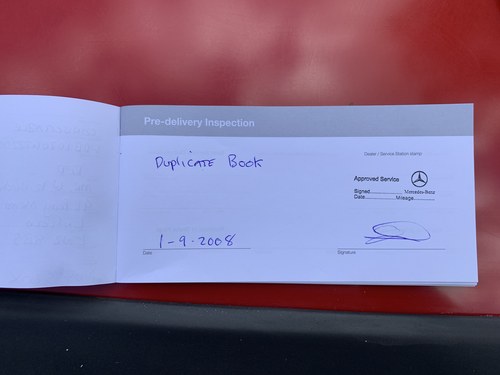 Pre-delivery Inspection
Duplicate Book
Dealer / Service Station stamp
Approved Service
Signed
Mercedes-Benz
Date Mileage
1-9-2008
Date
Signature